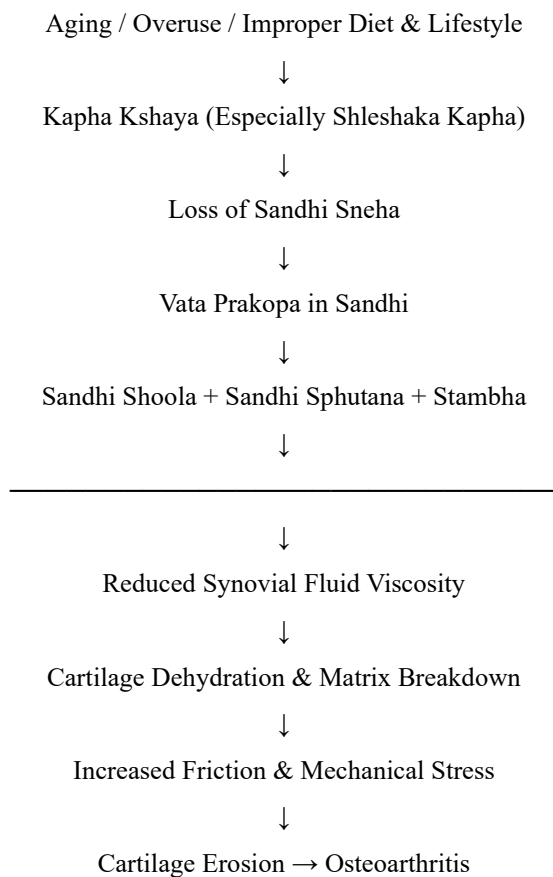 Aging / Overuse / Improper Diet & Lifestyle
↓
Kapha Kshaya (Especially Shleshaka Kapha)
↓
Loss of Sandhi Sneha
↓
Vata Prakopa in Sandhi
↓
Sandhi Shoola + Sandhi Sphutana + Stambha
↓
↓
Reduced Synovial Fluid Viscosity
↓
Cartilage Dehydration & Matrix Breakdown
↓
Increased Friction & Mechanical Stress
↓
Cartilage Erosion → Osteoarthritis